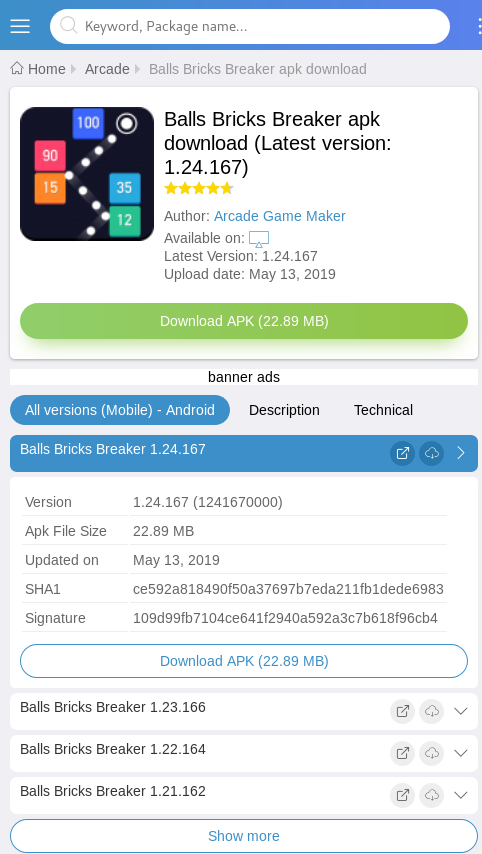 Keyword, Package name...
Home Arcade Balls Bricks Breaker apk download
100
90
15
35
12
Balls Bricks Breaker apk
download (Latest version:
1.24.167)
Author: Arcade Game Maker
Available on:
Latest Version: 1.24.167
Upload date: May 13, 2019
Download APK (22.89 MB)
banner ads
All versions (Mobile) - Android Description Technical
Balls Bricks Breaker 1.24.167
Version 1.24.167 (1241670000)
Apk File Size 22.89 MB
Updated on May 13, 2019
SHA1 ce592a818490f50a37697b7eda211fb1dede6983
Signature 109d99fb7104ce641f2940a592a3c7b618f96cb4
Download APK (22.89 MB)
Balls Bricks Breaker 1.23.166
Balls Bricks Breaker 1.22.164
Balls Bricks Breaker 1.21.162
Show more